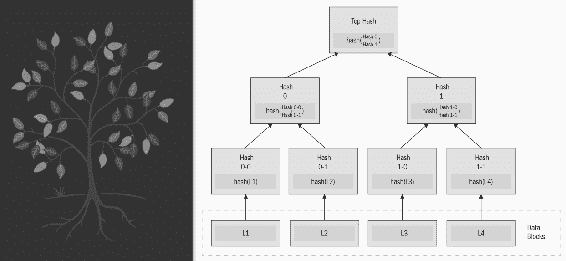 Top Hash
hash( Hash 0
Hash 1 )
Hash
0
hash( Hash 0-0,
Hash 1-1 )
Hash
1
hash( Hash 1-0
Hash 1-1 )
Hash
0-0
hash(L1)
Hash
0-1
hash(L2)
Hash
1-0
hash(L3)
Hash
1-1
hash(L4)
L1
L2
L3
L4
Data
Blocks